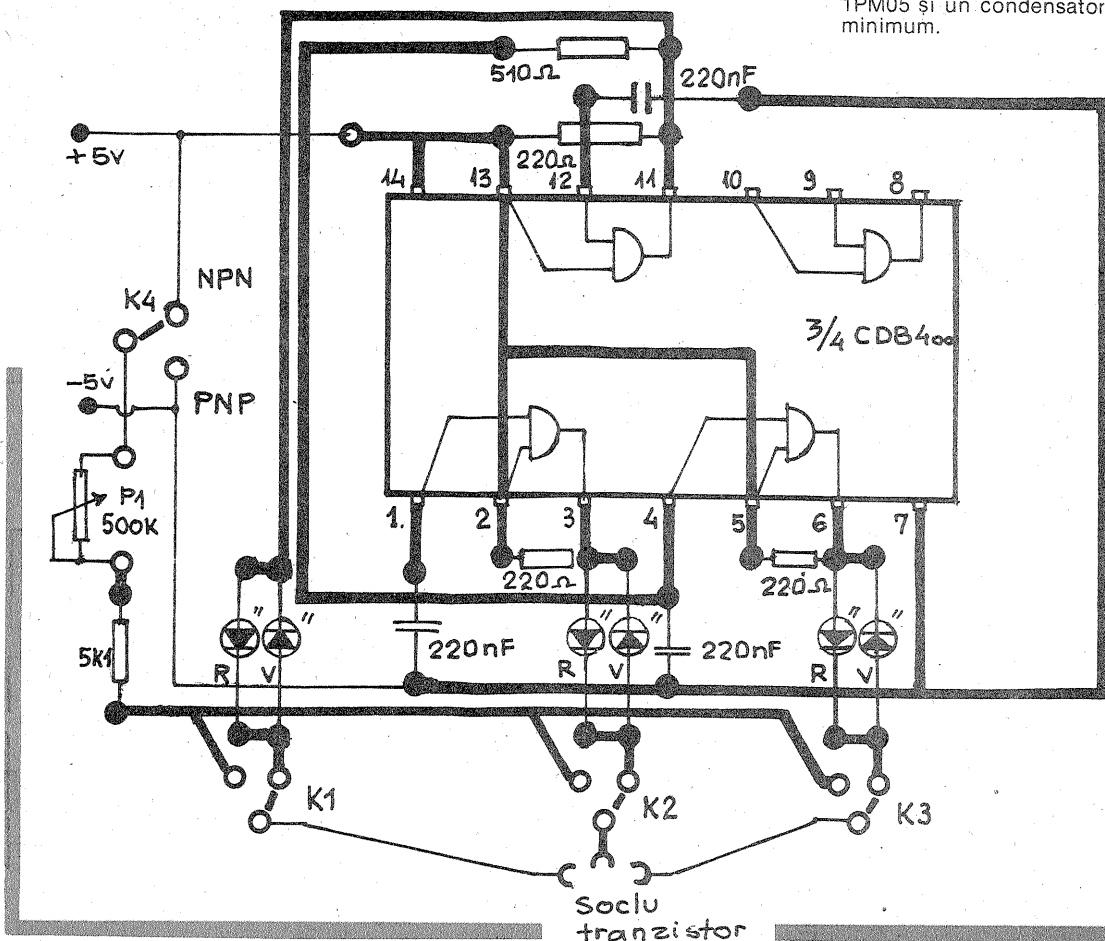 TPM05 și un condensator
minimum.
510Ω
220nF
+5v
220Ω
14 13 12 11 10 9 8
NPN
K4
3/4 CDB400
-5v
PNP
P1
500K
1. 2 3 4 5 6 7
220Ω
220Ω
" " " " " "
5K1
220nF
220nF
R V R V R V
K1 K2 K3
Soclu
tranzistor